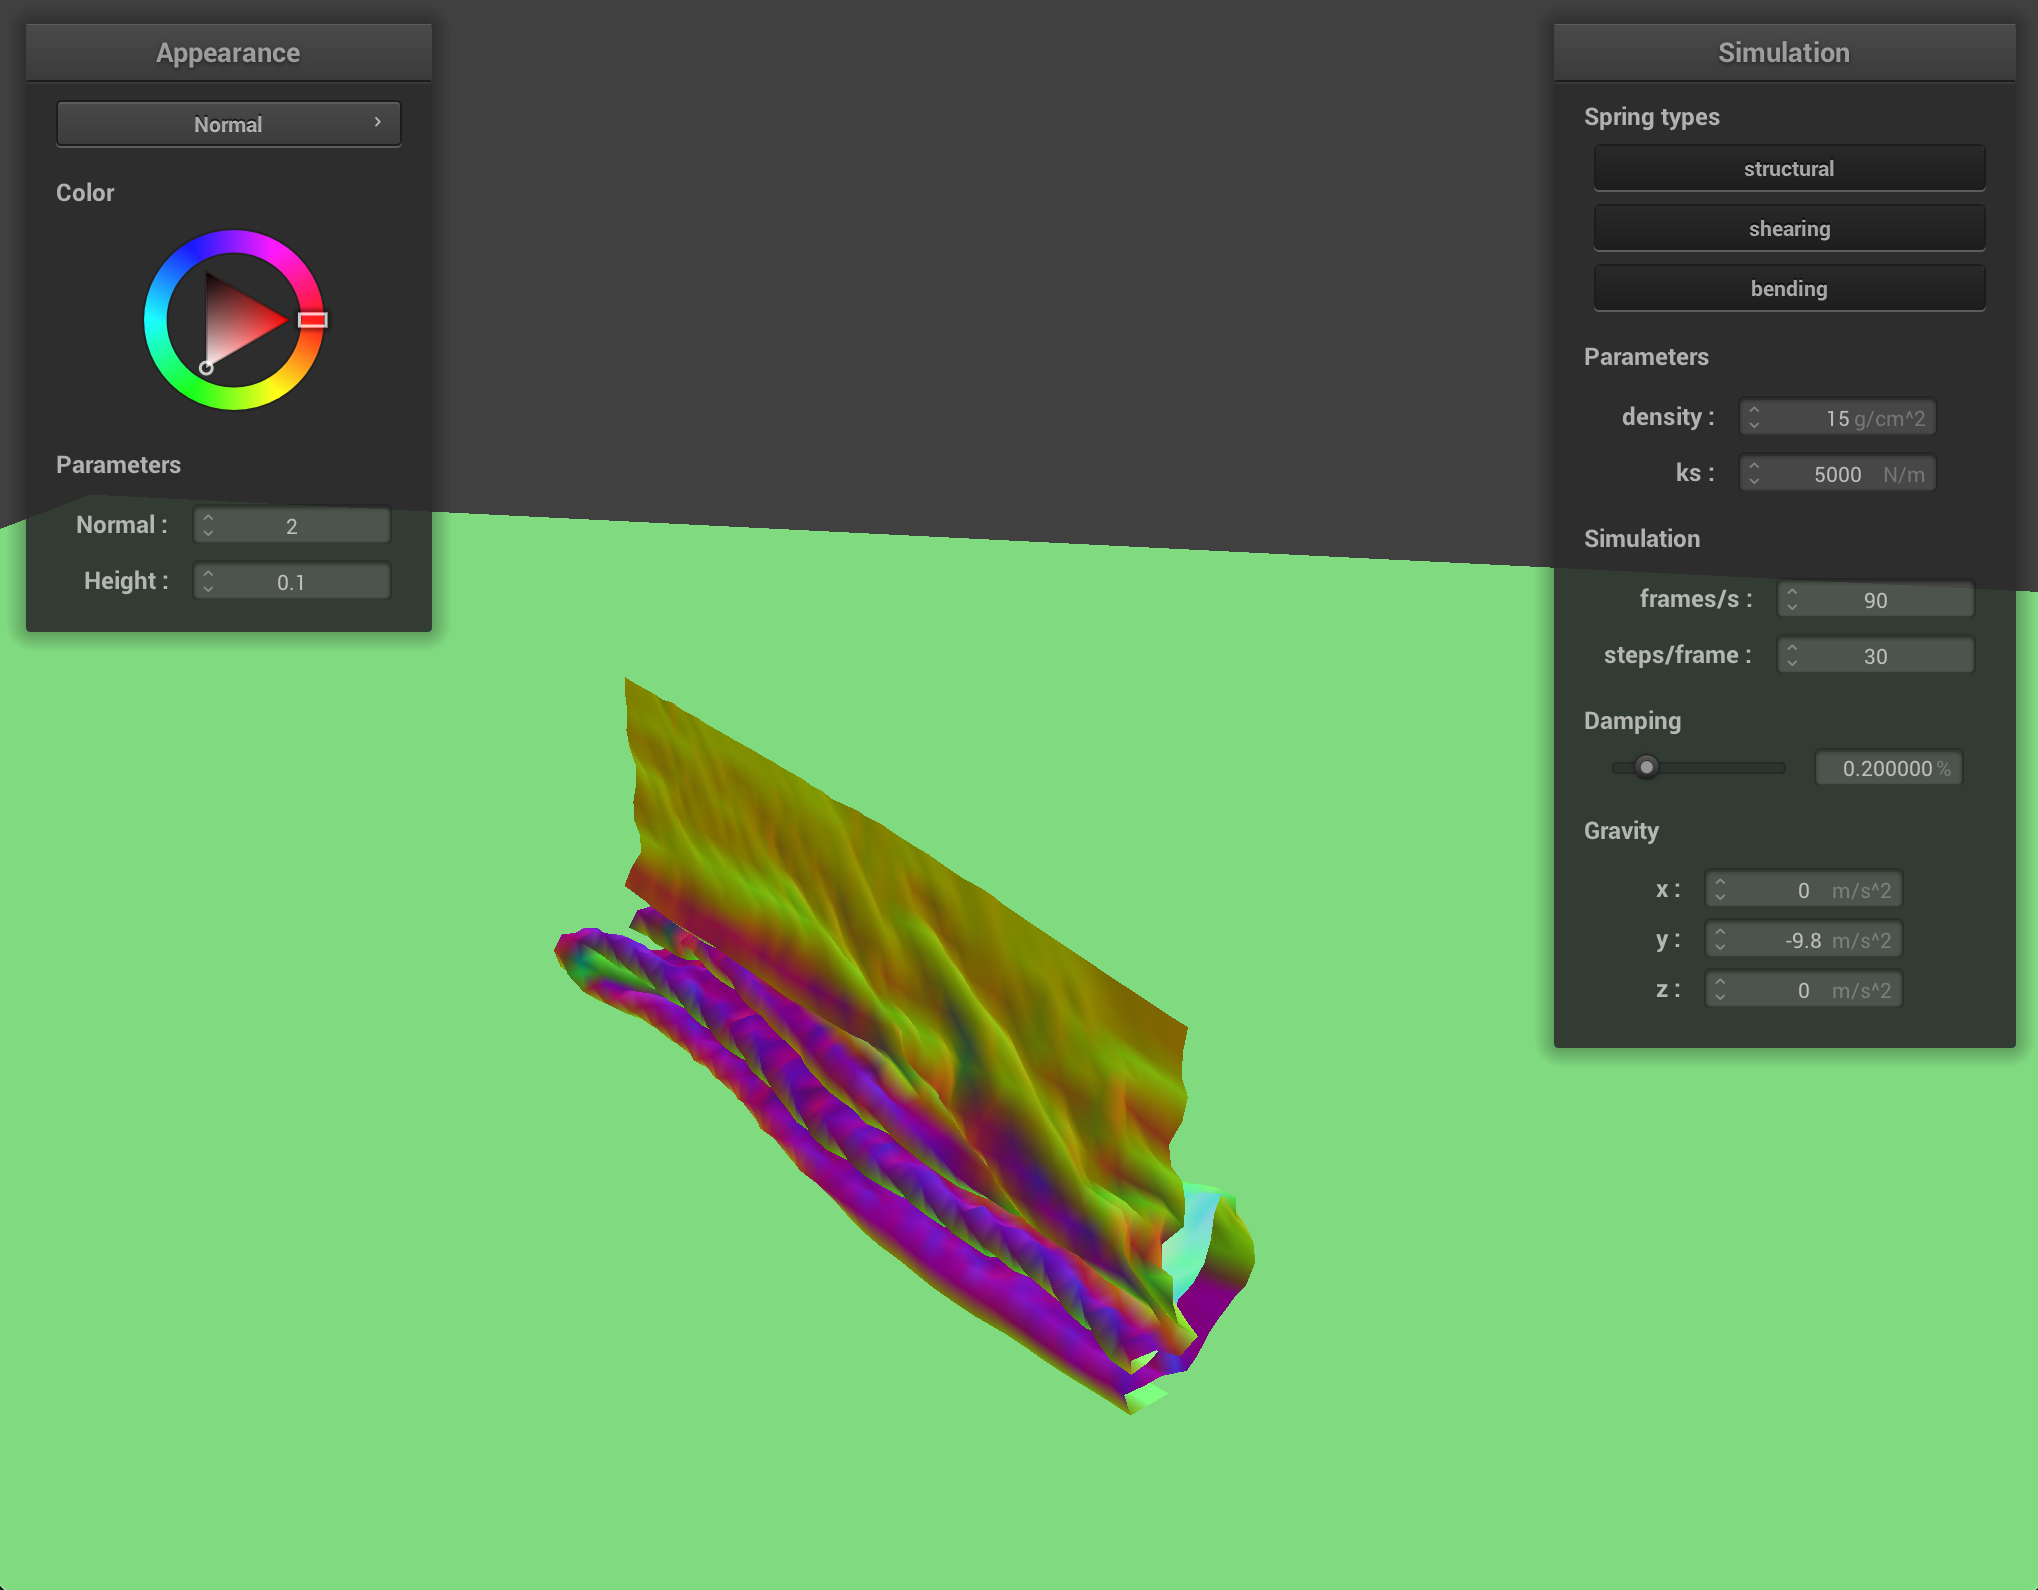 Appearance
Normal
Color
Parameters
Normal : 2
Height : 0.1
Simulation
Spring types
structural
shearing
bending
Parameters
density : 15 g/cm^2
ks : 5000 N/m
Simulation
frames/s : 90
steps/frame : 30
Damping
0.200000 %
Gravity
x : 0 m/s^2
y : -9.8 m/s^2
z : 0 m/s^2